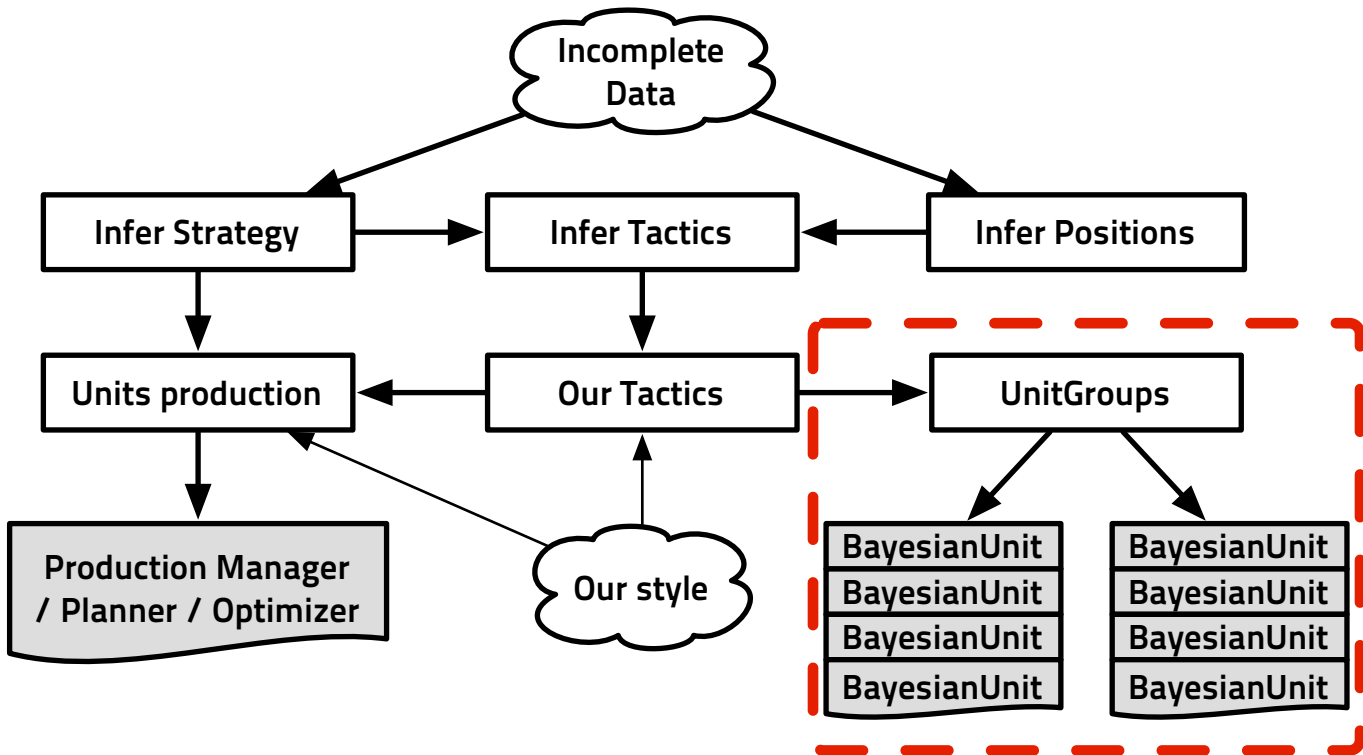 Incomplete
Data
Infer Strategy
Infer Tactics
Infer Positions
Units production
Our Tactics
UnitGroups
Production Manager
/ Planner / Optimizer
Our style
BayesianUnit
BayesianUnit
BayesianUnit
BayesianUnit
BayesianUnit
BayesianUnit
BayesianUnit
BayesianUnit